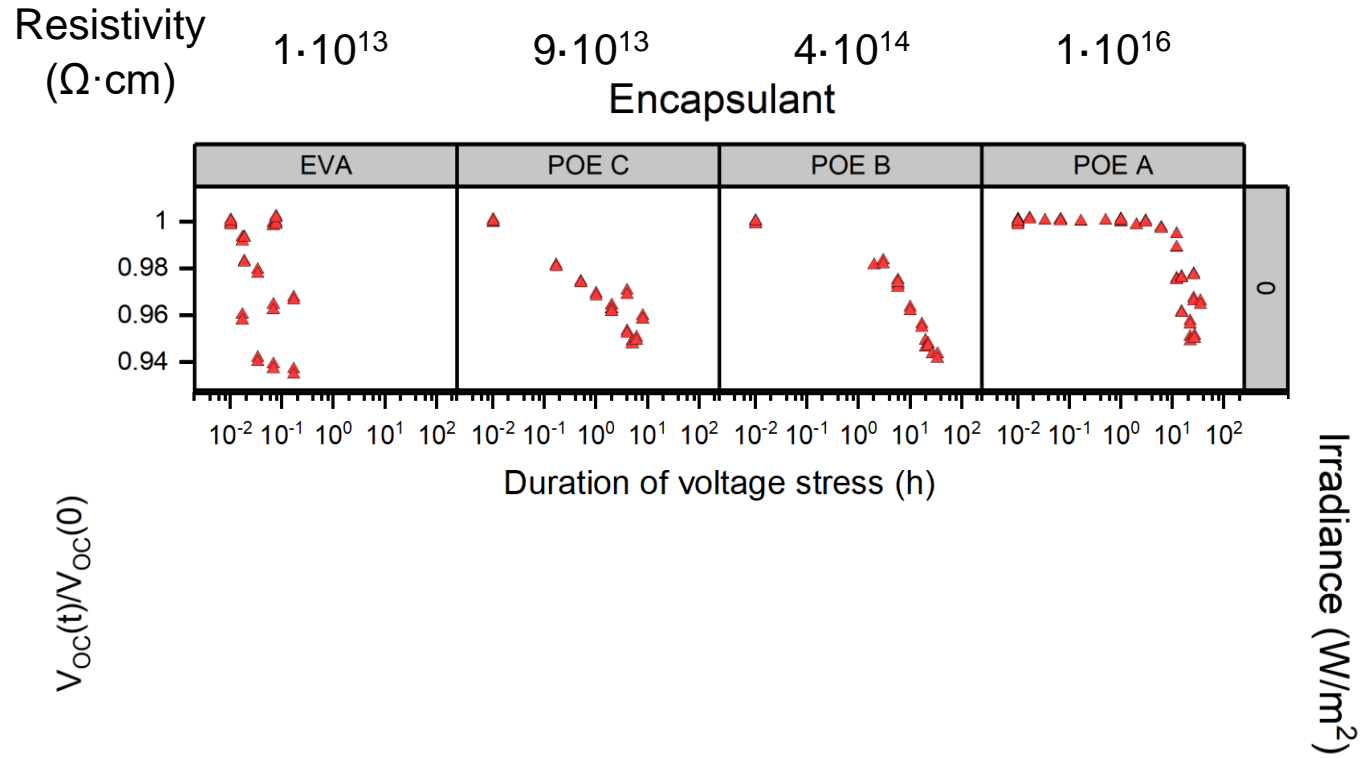 Resistivity
(Ω·cm)
1·10¹³ 9·10¹³ 4·10¹⁴ 1·10¹⁶
Encapsulant
EVA POE C POE B POE A
1
0.98
0.96
0.94
0
10⁻² 10⁻¹ 10⁰ 10¹ 10² 10⁻² 10⁻¹ 10⁰ 10¹ 10² 10⁻² 10⁻¹ 10⁰ 10¹ 10² 10⁻² 10⁻¹ 10⁰ 10¹ 10²
Duration of voltage stress (h)
V_OC(t)/V_OC(0)
Irradiance (W/m²)